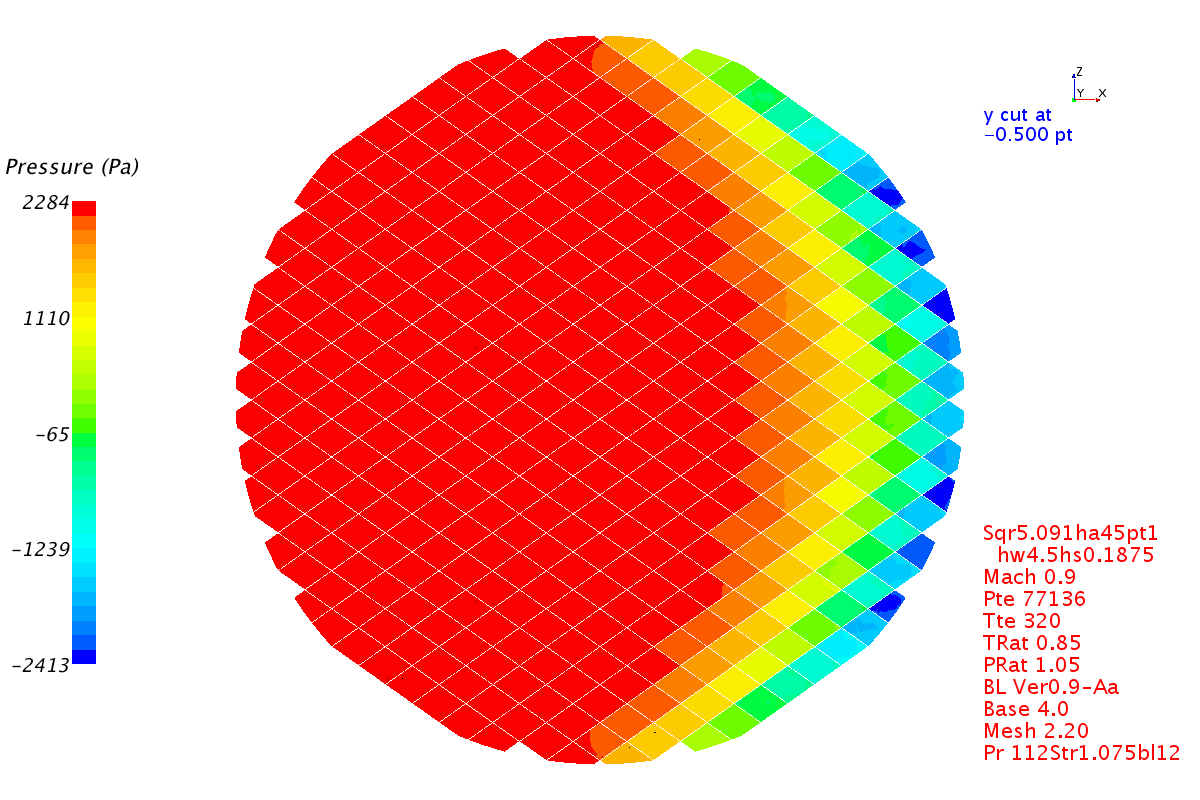 Z
Y X
y cut at
-0.500 pt
Pressure (Pa)
2284
1110
-65
-1239
-2413
Sqr5.091ha45pt1
hw4.5hs0.1875
Mach 0.9
Pte 77136
Tte 320
TRat 0.85
PRat 1.05
BL Ver0.9-Aa
Base 4.0
Mesh 2.20
Pr 112Str1.075bl12